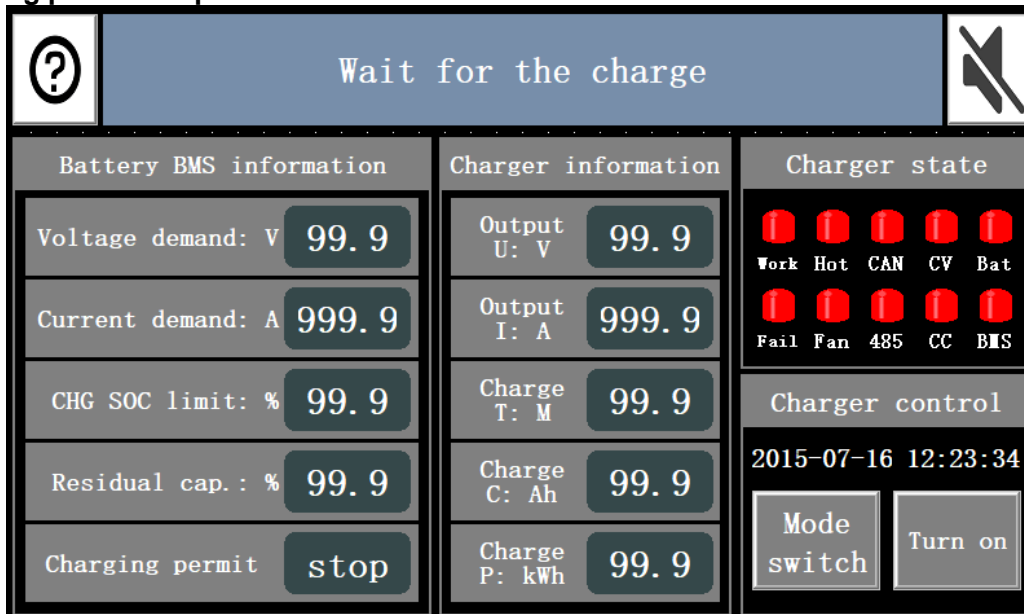 ?
Wait for the charge
Battery BMS information
Voltage demand: V 99.9
Current demand: A 999.9
CHG SOC limit: % 99.9
Residual cap.: % 99.9
Charging permit stop
Charger information
Output
U: V 99.9
Output
I: A 999.9
Charge
T: M 99.9
Charge
C: Ah 99.9
Charge
P: kWh 99.9
Charger state
Work Hot CAN CV Bat
Fail Fan 485 CC BMS
Charger control
2015-07-16 12:23:34
Mode
switch
Turn on